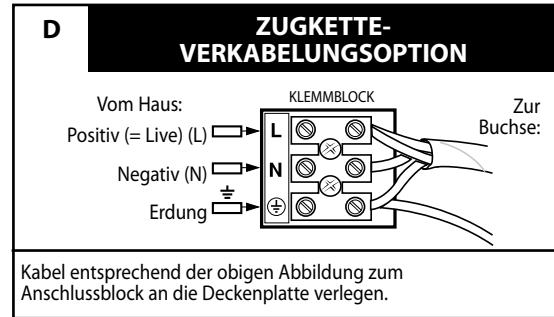 D
ZUGKETTE-
VERKABELUNGSOPTION
KLEMMBLOCK
Vom Haus:
Zur
Buchse:
Positiv (= Live) (L)
L
Negativ (N)
N
Erdung
Kabel entsprechend der obigen Abbildung zum
Anschlussblock an die Deckenplatte verlegen.